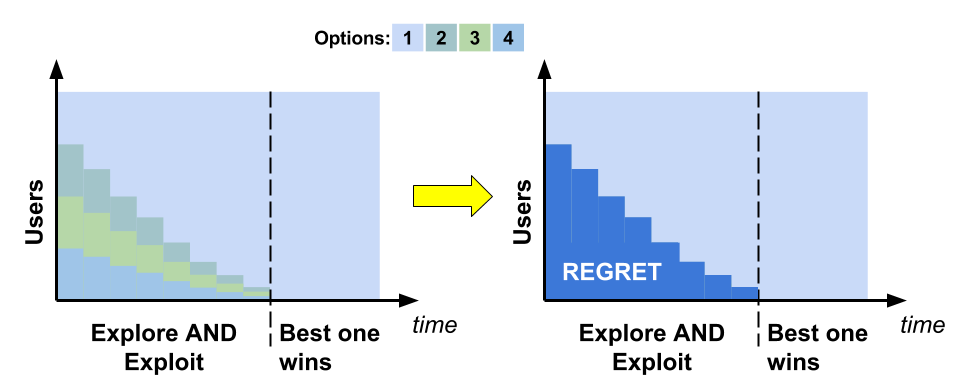 Options: 1 2 3 4
Users
time
Explore AND
Exploit
Best one
wins
Users
REGRET
time
Explore AND
Exploit
Best one
wins